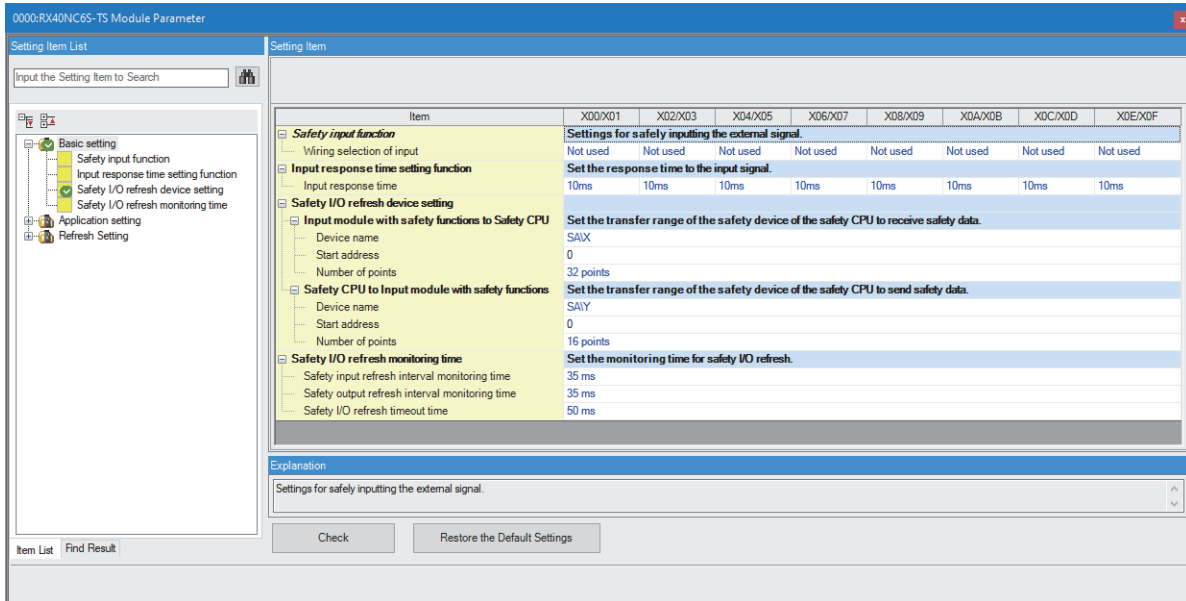 0000:RX40NC6S-TS Module Parameter
x
Setting Item List
Input the Setting Item to Search
Basic setting
Safety input function
Input response time setting function
Safety I/O refresh device setting
Safety I/O refresh monitoring time
Application setting
Refresh Setting
Item List Find Result
Setting Item
Item X00/X01 X02/X03 X04/X05 X06/X07 X08/X09 X0A/X0B X0C/X0D X0E/X0F
Safety input function Settings for safely inputting the external signal.
Wiring selection of input Not used Not used Not used Not used Not used Not used Not used Not used
Input response time setting function Set the response time to the input signal.
Input response time 10ms 10ms 10ms 10ms 10ms 10ms 10ms 10ms
Safety I/O refresh device setting
Input module with safety functions to Safety CPU Set the transfer range of the safety device of the safety CPU to receive safety data.
Device name SA\X
Start address 0
Number of points 32 points
Safety CPU to Input module with safety functions Set the transfer range of the safety device of the safety CPU to send safety data.
Device name SA\Y
Start address 0
Number of points 16 points
Safety I/O refresh monitoring time Set the monitoring time for safety I/O refresh.
Safety input refresh interval monitoring time 35 ms
Safety output refresh interval monitoring time 35 ms
Safety I/O refresh timeout time 50 ms
Explanation
Settings for safely inputting the external signal.
Check Restore the Default Settings